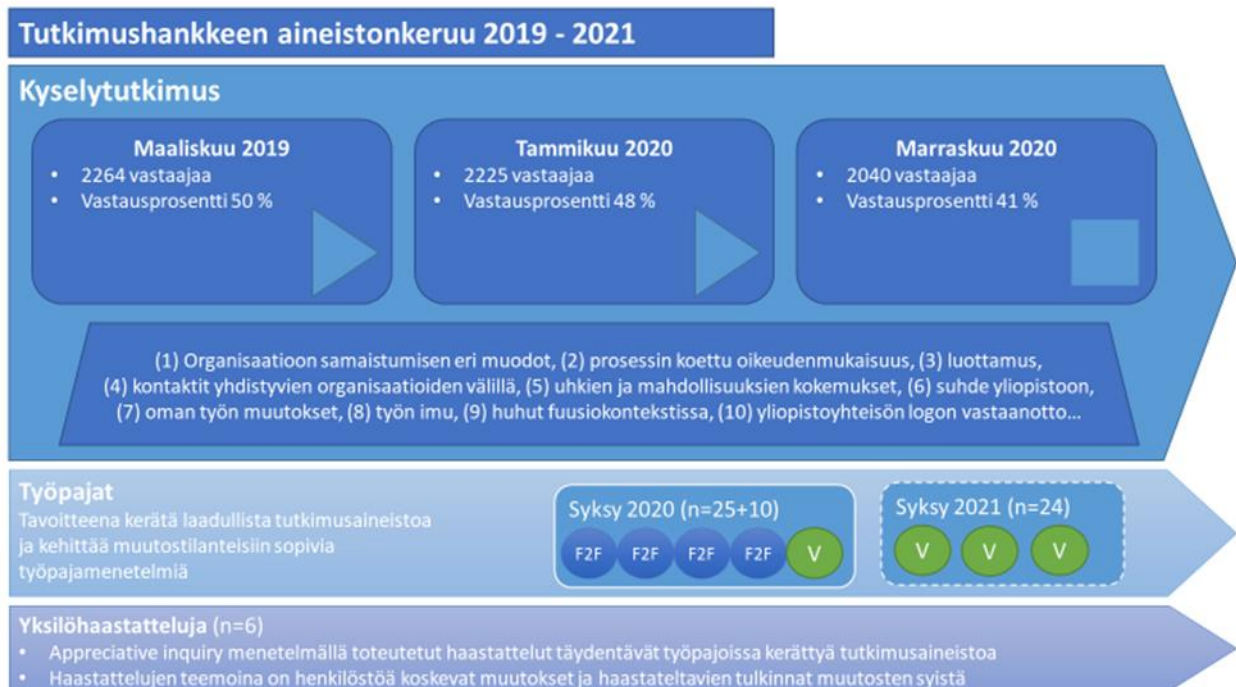 Tutkimushankkeen aineistonkeruu 2019 - 2021
Kyselytutkimus
Maaliskuu 2019
• 2264 vastaajaa
• Vastausprosentti 50 %
Tammikuu 2020
• 2225 vastaajaa
• Vastausprosentti 48 %
Marraskuu 2020
• 2040 vastaajaa
• Vastausprosentti 41 %
(1) Organisaatioon samaistumisen eri muodot, (2) prosessin koettu oikeudenmukaisuus, (3) luottamus,
(4) kontaktit yhdistyvien organisaatioiden välillä, (5) uhkien ja mahdollisuuksien kokemukset, (6) suhde yliopistoon,
(7) oman työn muutokset, (8) työn imu, (9) huhut fuusiokontekstissa, (10) yliopistoyhteisön logon vastaanotto...
Työpajat
Tavoitteena kerätä laadullista tutkimusaineistoa
ja kehittää muutostilanteisiin sopivia
työpajamenetelmiä
Syksy 2020 (n=25+10)
F2F F2F F2F F2F V
Syksy 2021 (n=24)
V V V
Yksilöhaastatteluja (n=6)
• Appreciative inquiry menetelmällä toteutetut haastattelut täydentävät työpajoissa kerättyä tutkimusaineistoa
• Haastattelujen teemoina on henkilöstöä koskevat muutokset ja haastateltavien tulkinnat muutosten syistä